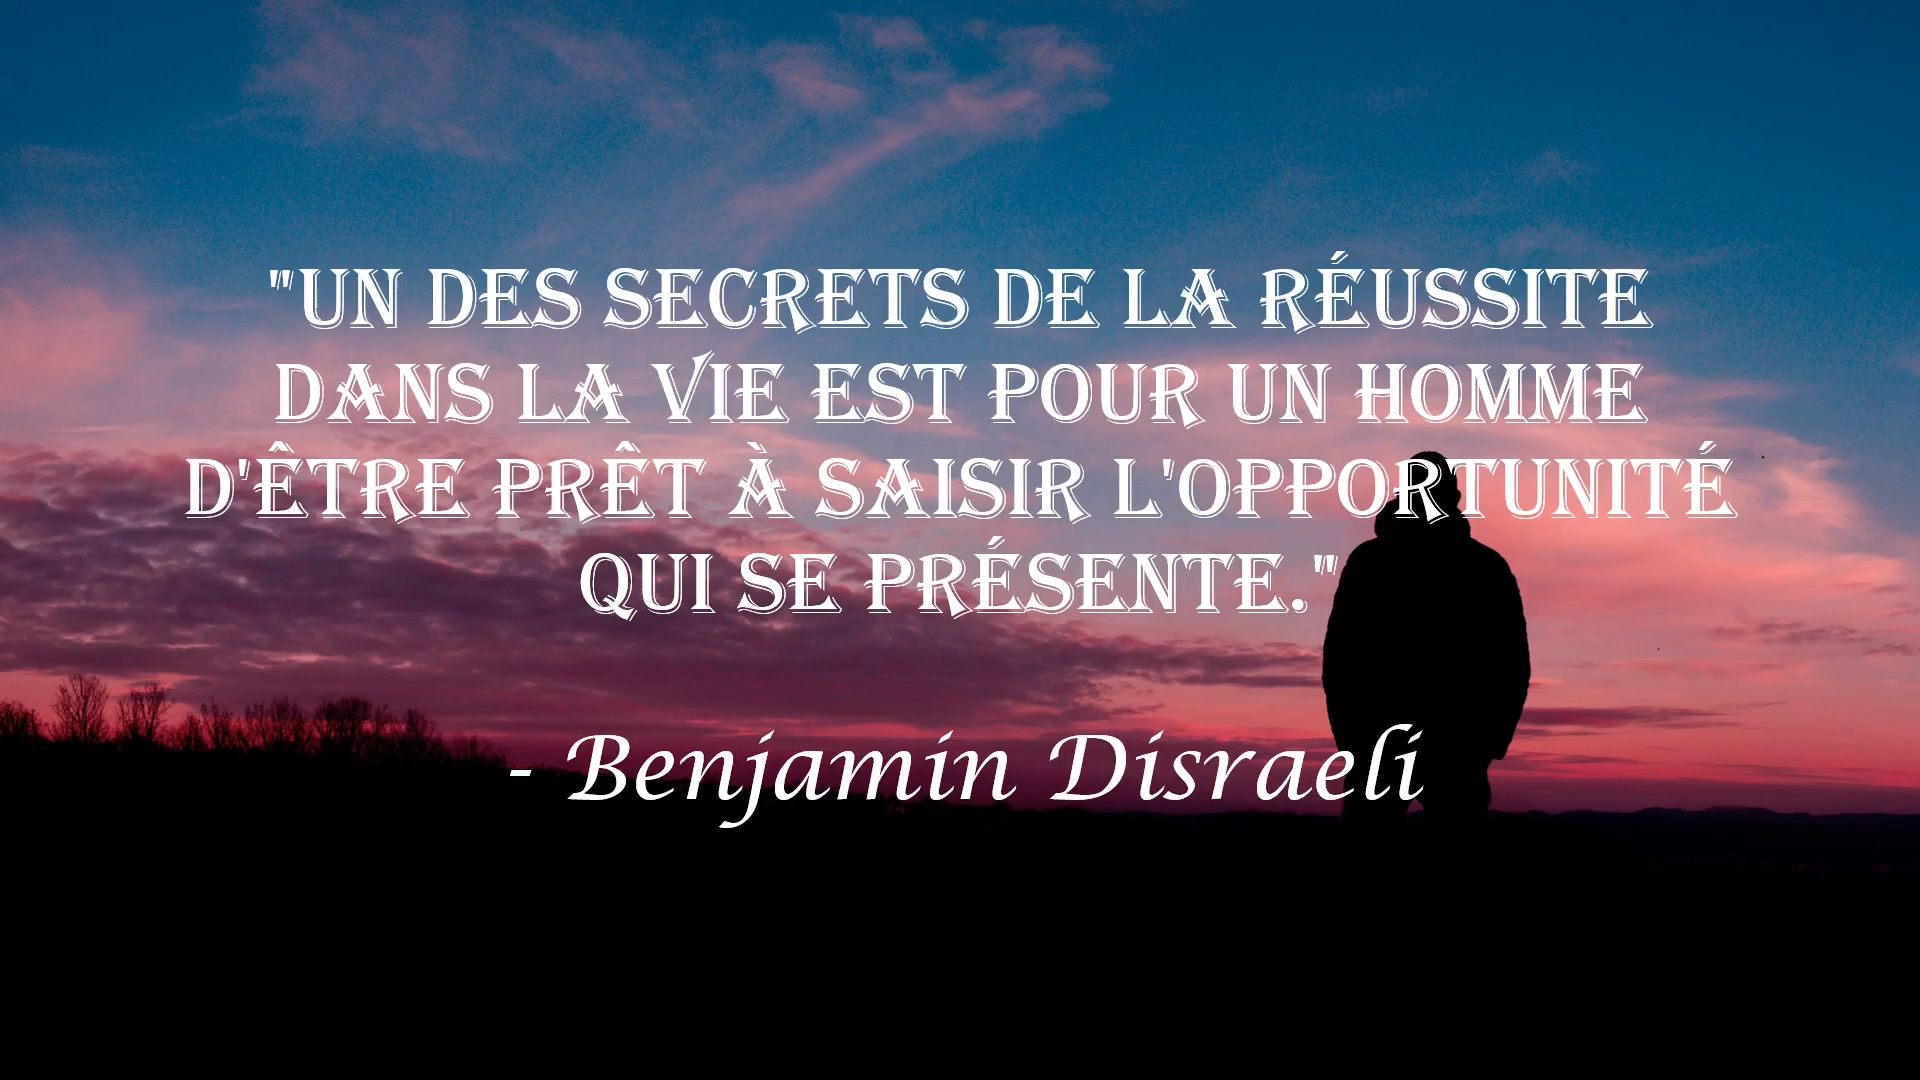 "UN DES SECRETS DE LA RÉUSSITE
DANS LA VIE EST POUR UN HOMME
D'ÊTRE PRÊT À SAISIR L'OPPORTUNITÉ
QUI SE PRÉSENTE."
- Benjamin Disraeli